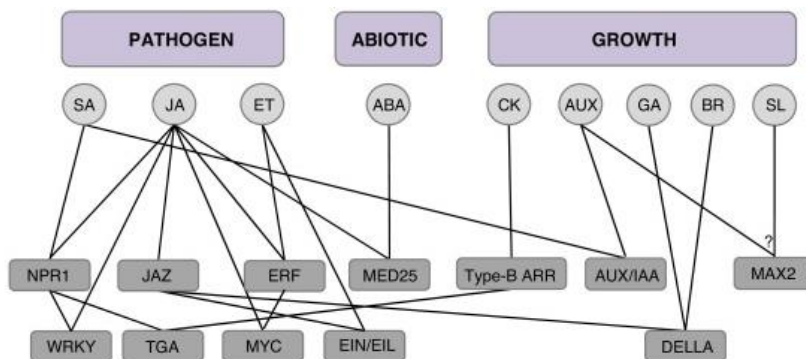 PATHOGEN ABIOTIC GROWTH
SA JA ET ABA CK AUX GA BR SL
?
NPR1 JAZ ERF MED25 Type-B ARR AUX/IAA MAX2
WRKY TGA MYC EIN/EIL DELLA